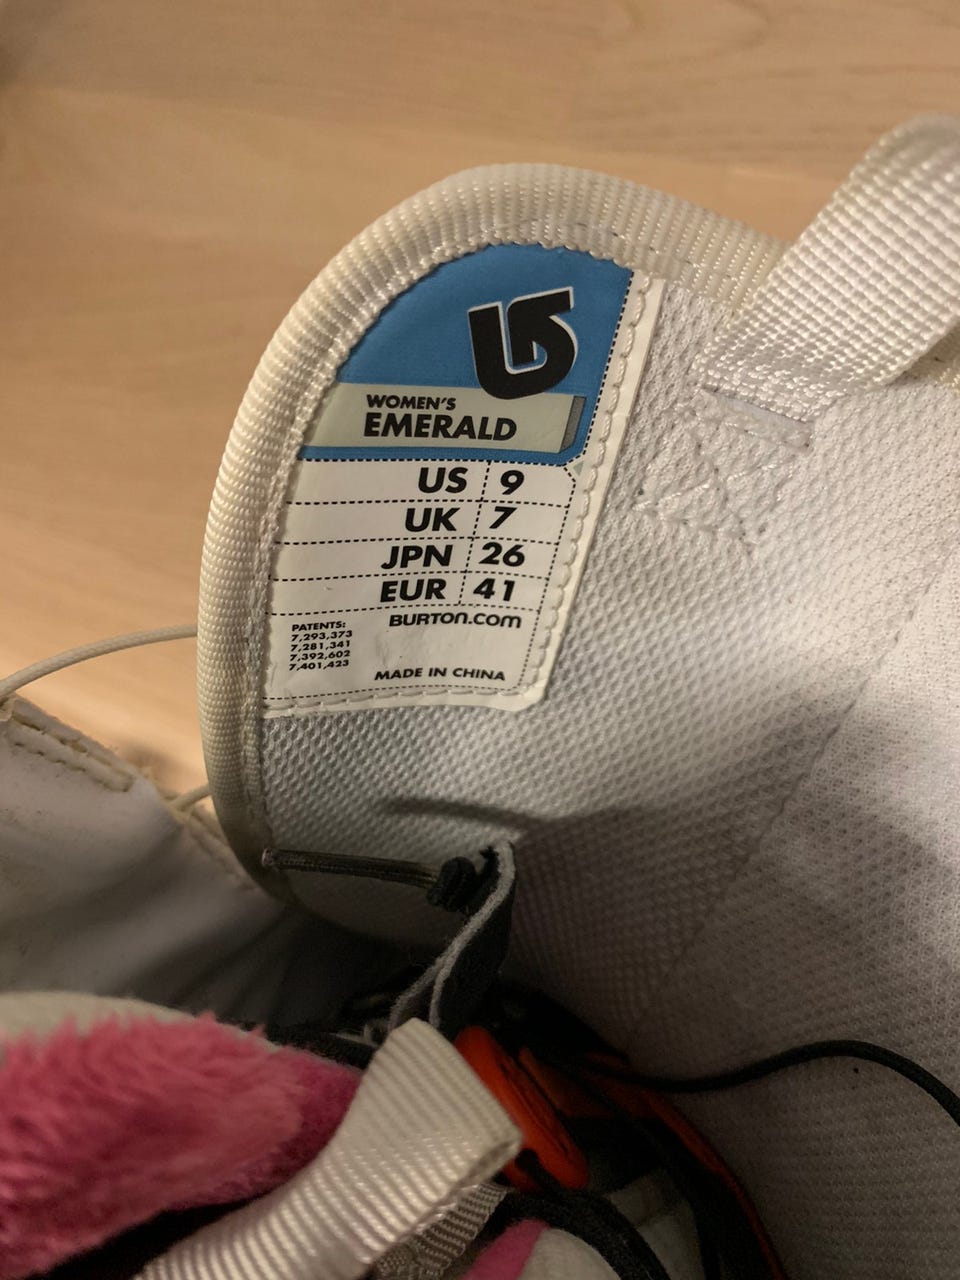 WOMEN'S
EMERALD
US 9
UK 7
JPN 26
EUR 41
BURTON.COM
PATENTS:
7,293,373
7,281,341
7,392,602
7,401,423
MADE IN CHINA